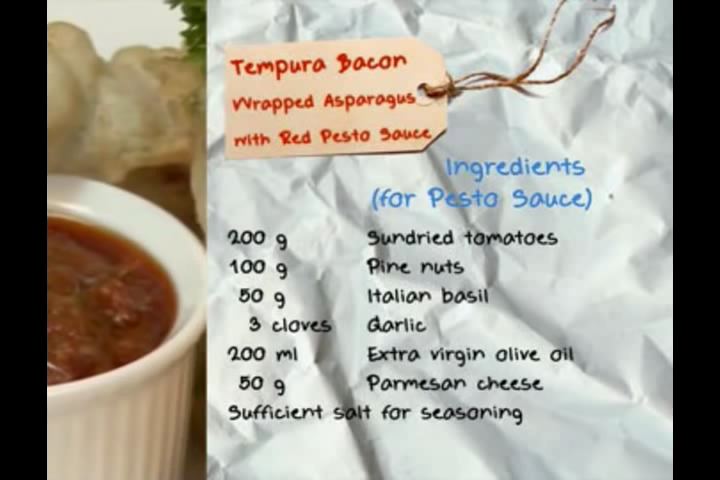 Tempura Bacon
Wrapped Asparagus
with Red Pesto Sauce
Ingredients
(for Pesto Sauce)
200 g Sundried tomatoes
100 g Pine nuts
50 g Italian basil
3 cloves Garlic
200 ml Extra virgin olive oil
50 g Parmesan cheese
Sufficient salt for seasoning